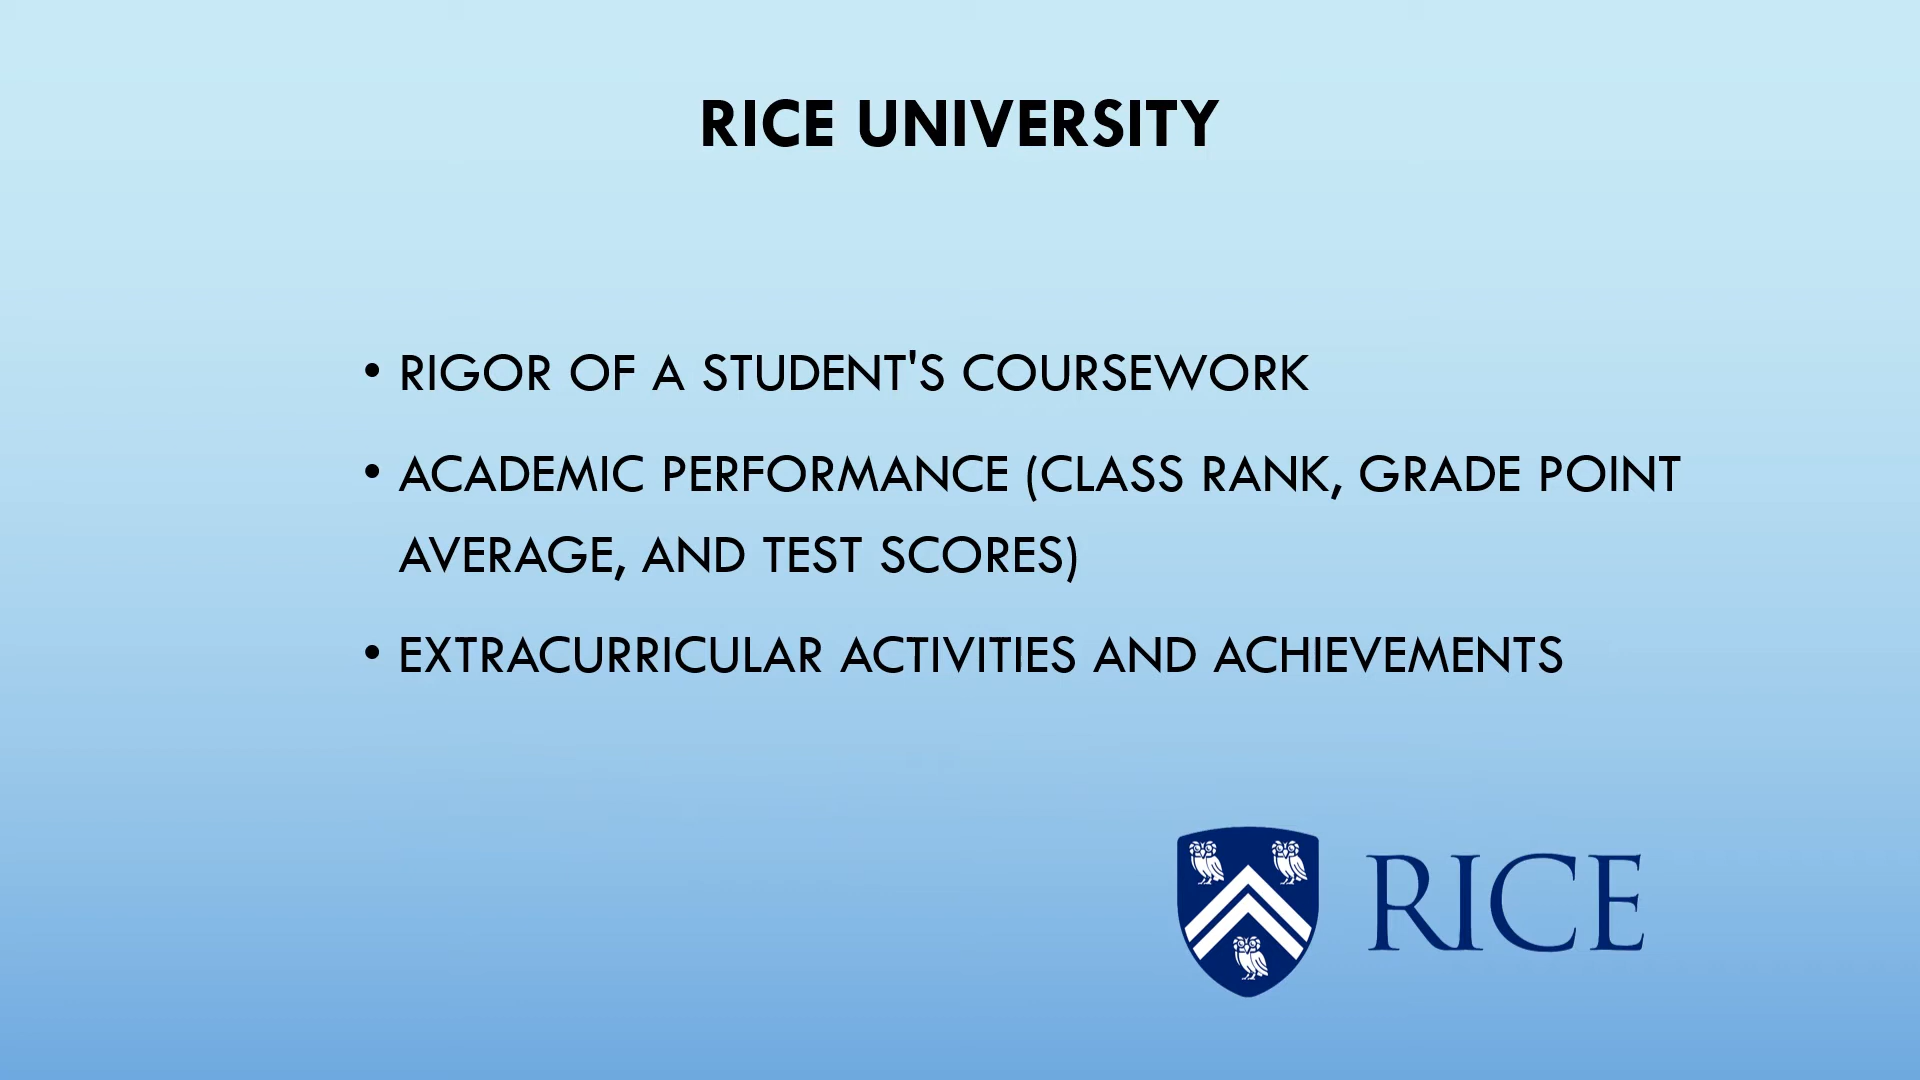 RICE UNIVERSITY
• RIGOR OF A STUDENT'S COURSEWORK
• ACADEMIC PERFORMANCE (CLASS RANK, GRADE POINT
AVERAGE, AND TEST SCORES)
• EXTRACURRICULAR ACTIVITIES AND ACHIEVEMENTS
RICE